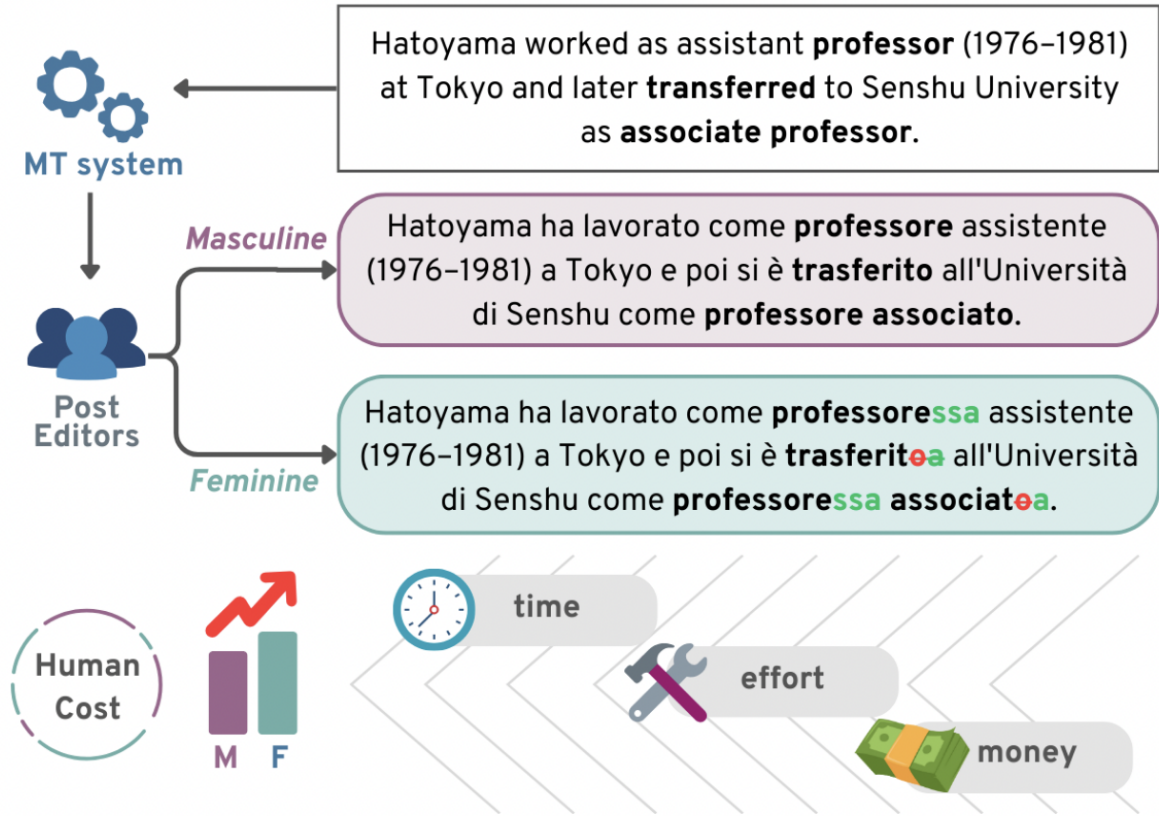 Hatoyama worked as assistant professor (1976–1981)
at Tokyo and later transferred to Senshu University
as associate professor.
MT system
Masculine
Hatoyama ha lavorato come professore assistente
(1976–1981) a Tokyo e poi si è trasferito all'Università
di Senshu come professore associato.
Post
Editors
Feminine
Hatoyama ha lavorato come professoressa assistente
(1976–1981) a Tokyo e poi si è trasferitoa all'Università
di Senshu come professoressa associatoa.
Human
Cost
M F
time
effort
money